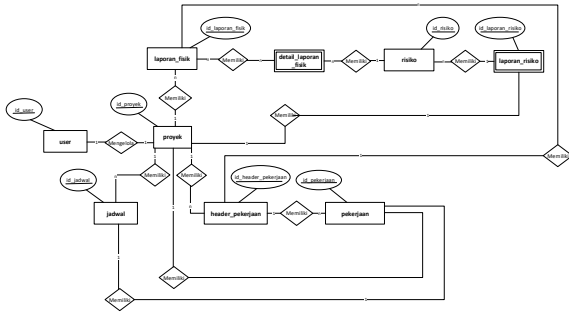 id_laporan_fisik
id_risiko
id_laporan_risiko
laporan_fisik
Memiliki
detail_laporan
_fisik
Memiliki
risiko
Memiliki
laporan_risiko
Memiliki
id_proyek
Memiliki
id_user
proyek
user
Mengelola
Memiliki
id_jadwal
Memiliki
Memiliki
id_header_pekerjaan
id_pekerjaan
jadwal
header_pekerjaan
Memiliki
pekerjaan
Memiliki
Memiliki